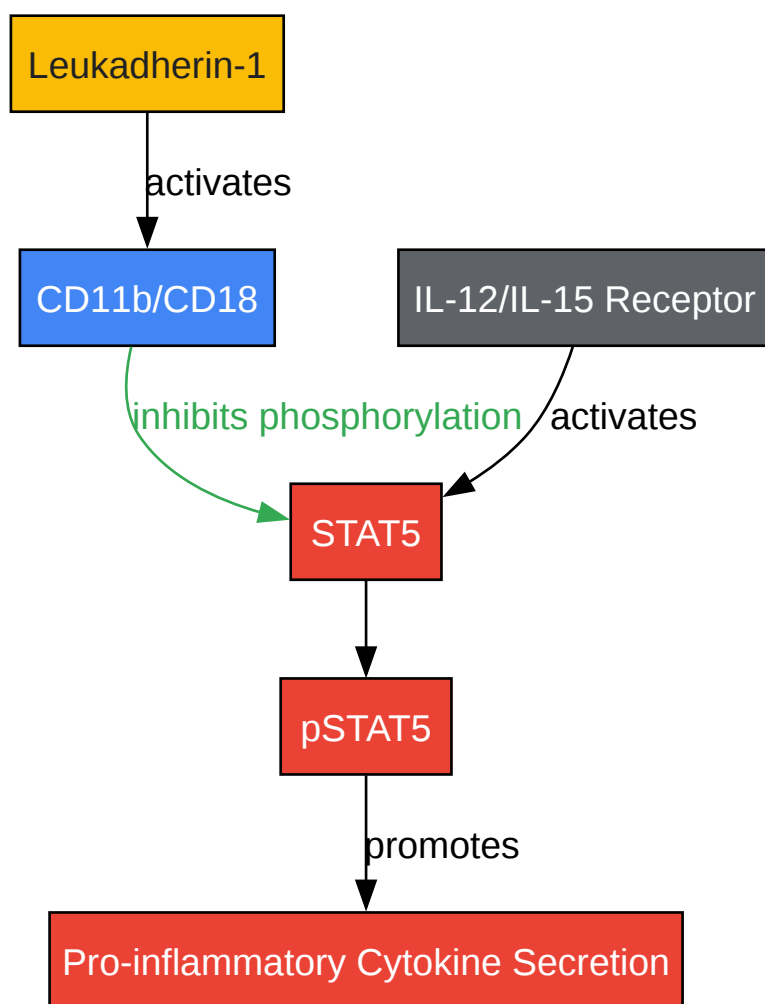 Leukadherin-1
activates
CD11b/CD18
IL-12/IL-15 Receptor
inhibits phosphorylation
activates
STAT5
pSTAT5
promotes
Pro-inflammatory Cytokine Secretion